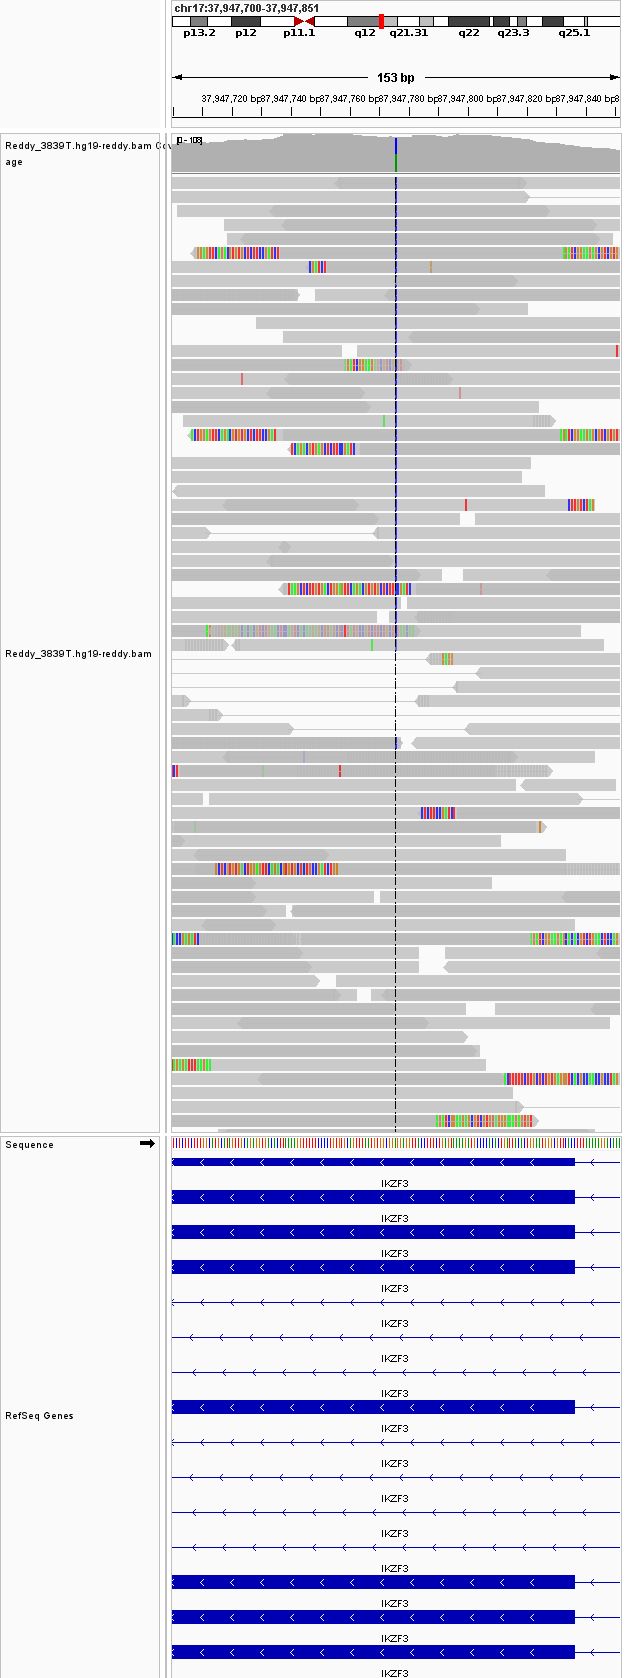 chr17:37,947,700-37,947,851
p13.2 p12 p11.1 q12 q21.31 q22 q23.3 q25.1
153 bp
37,947,720 bp 37,947,740 bp 37,947,760 bp 37,947,780 bp 37,947,800 bp 37,947,820 bp 37,947,840 bp
Reddy_3839T.hg19-reddy.bam Cov
age
Reddy_3839T.hg19-reddy.bam
Sequence
IKZF3
IKZF3
IKZF3
IKZF3
IKZF3
IKZF3
IKZF3
RefSeq Genes
IKZF3
IKZF3
IKZF3
IKZF3
IKZF3
IKZF3
IKZF3
IKZF3